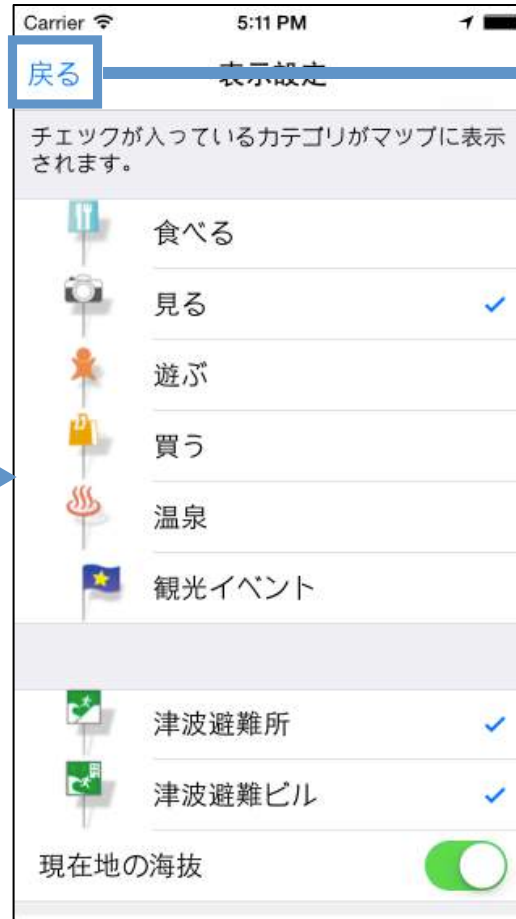 Carrier 5:11 PM
戻る 表示設定
チェックが入っているカテゴリがマップに表示
されます。
食べる
見る
遊ぶ
買う
温泉
観光イベント
津波避難所
津波避難ビル
現在地の海抜